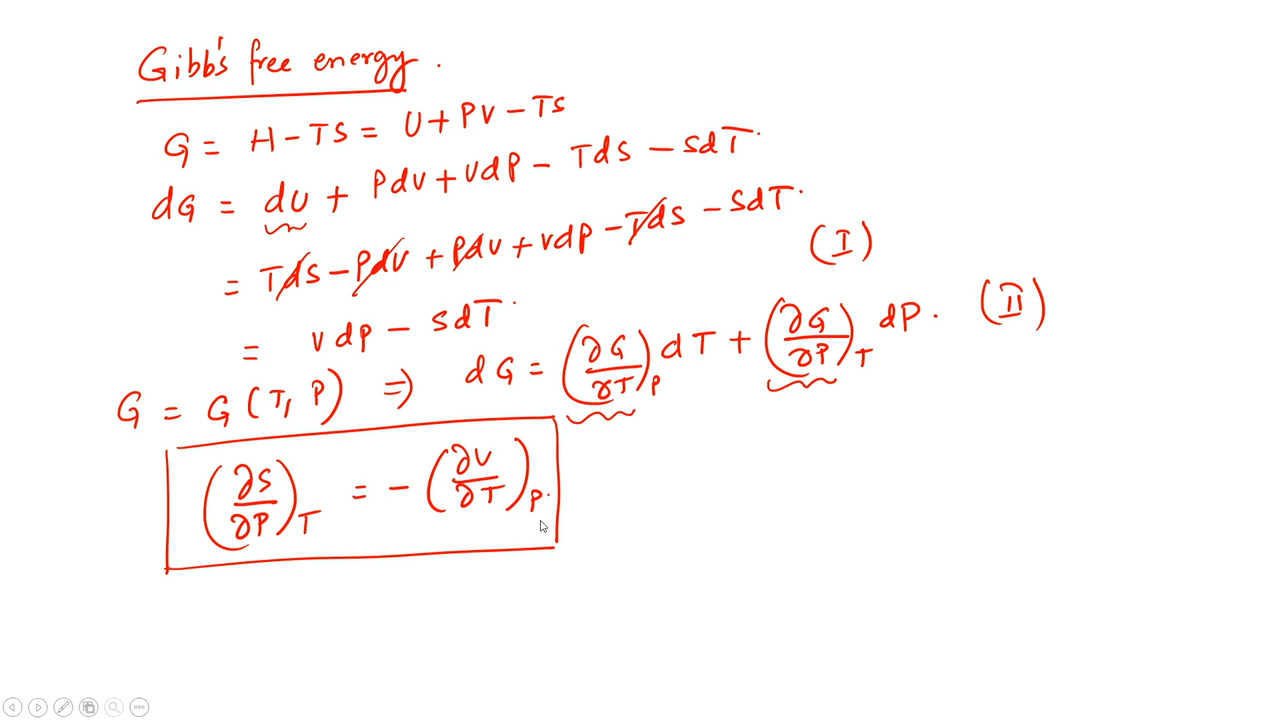 Gibb's free energy.
G = H - TS = U + PV - TS
dG = dU + PdV + VdP - TdS - SdT.
= TdS - PdV + PdV + VdP - TdS - SdT.
(I)
= VdP - SdT.
G = G(T, P) ⇒ dG = (∂G/∂T)_P dT + (∂G/∂P)_T dP. (II)
(∂S/∂P)_T = - (∂V/∂T)_P.